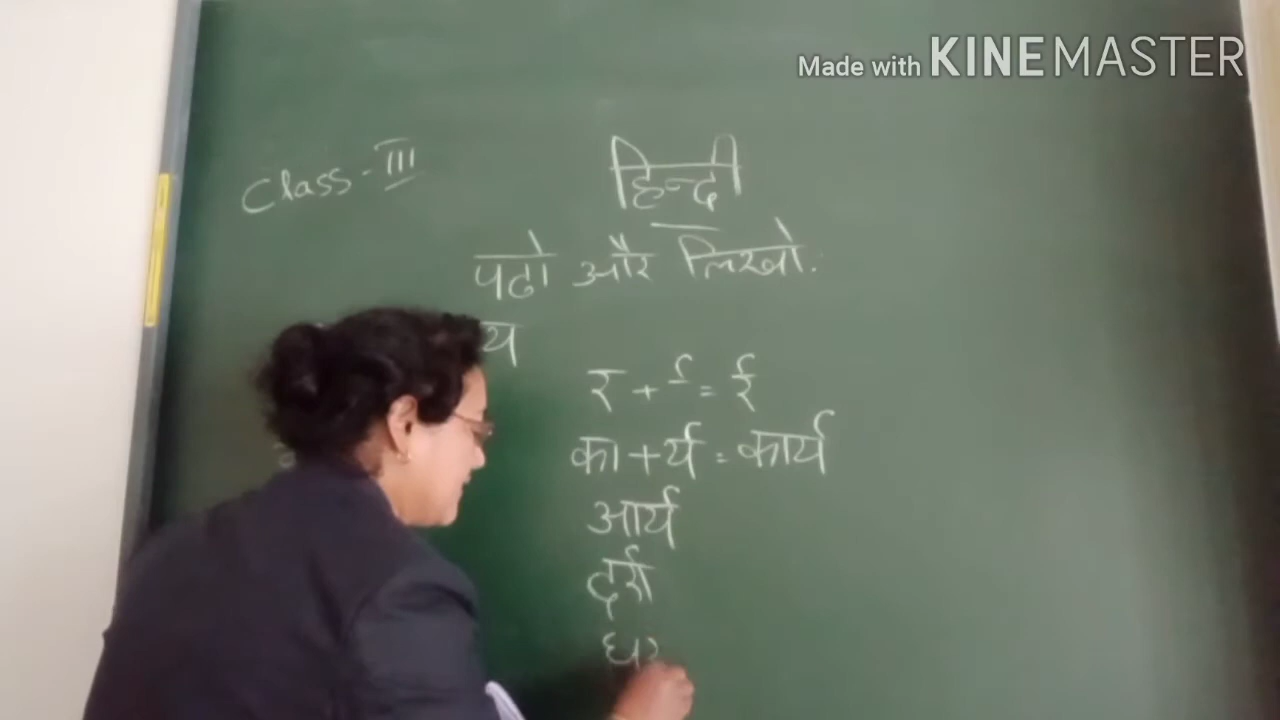 Made with KINEMASTER
Class-III
हिन्दी
पढो और लिखो.
य
र + र्  = र्र
का + र्य = कार्य
आर्य
दर्रा